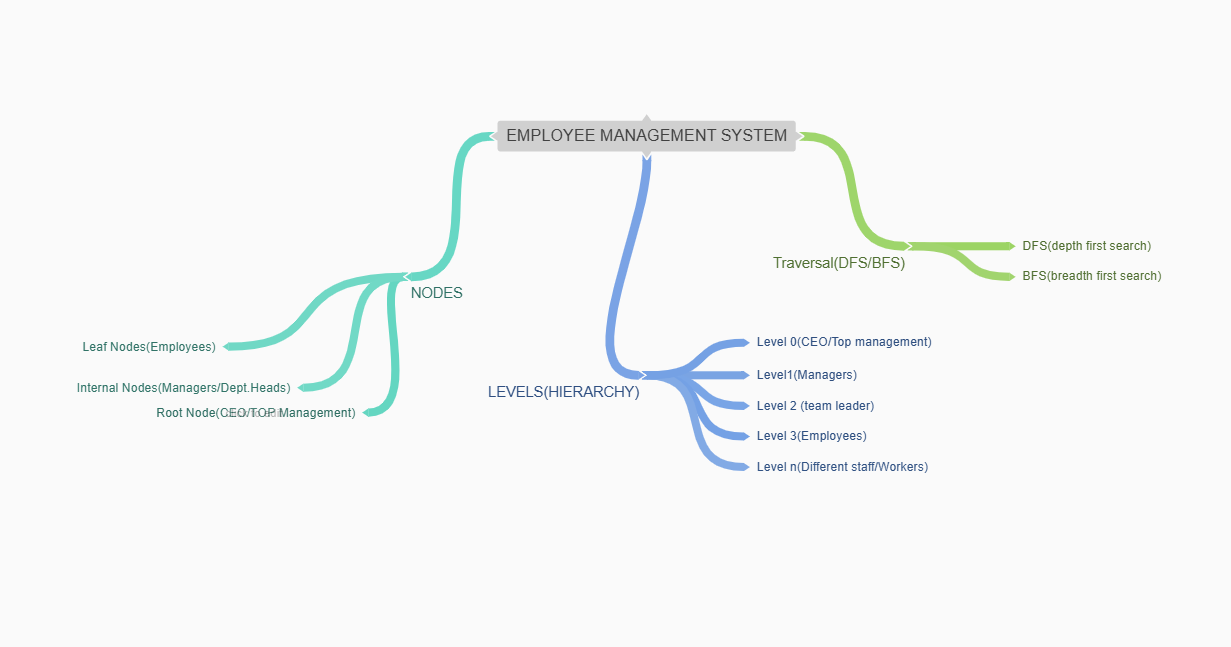 EMPLOYEE MANAGEMENT SYSTEM
NODES
Leaf Nodes(Employees)
Internal Nodes(Managers/Dept.Heads)
Root Node(CEO/TOP Management)
LEVELS(HIERARCHY)
Level 0(CEO/Top management)
Level1(Managers)
Level 2 (team leader)
Level 3(Employees)
Level n(Different staff/Workers)
Traversal(DFS/BFS)
DFS(depth first search)
BFS(breadth first search)